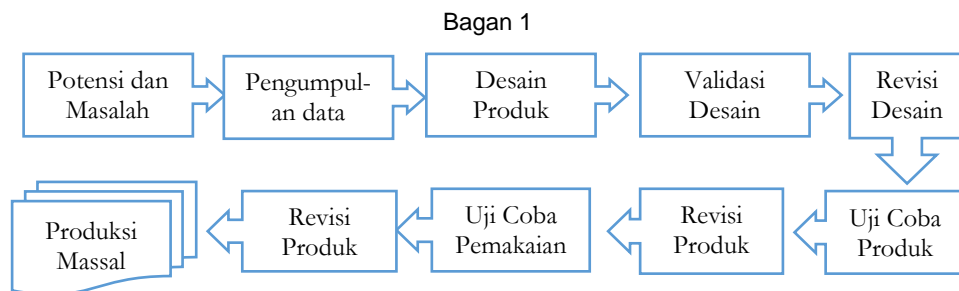 Bagan 1
Potensi dan
Masalah
Pengumpul-
an data
Desain
Produk
Validasi
Desain
Revisi
Desain
Uji Coba
Produk
Revisi
Produk
Uji Coba
Pemakaian
Revisi
Produk
Produksi
Massal